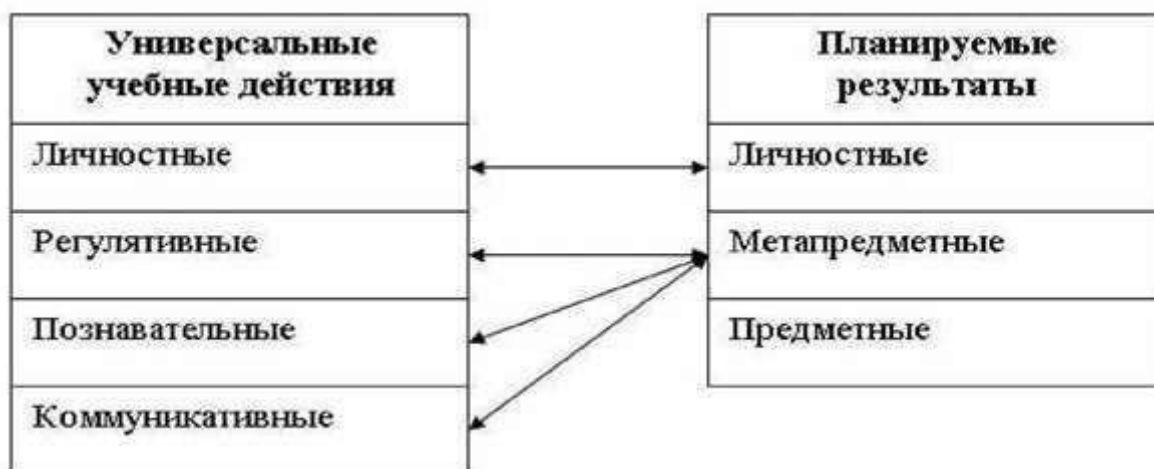 Универсальные
учебные действия
Личностные
Регулятивные
Познавательные
Коммуникативные
Планируемые
результаты
Личностные
Метапредметные
Предметные